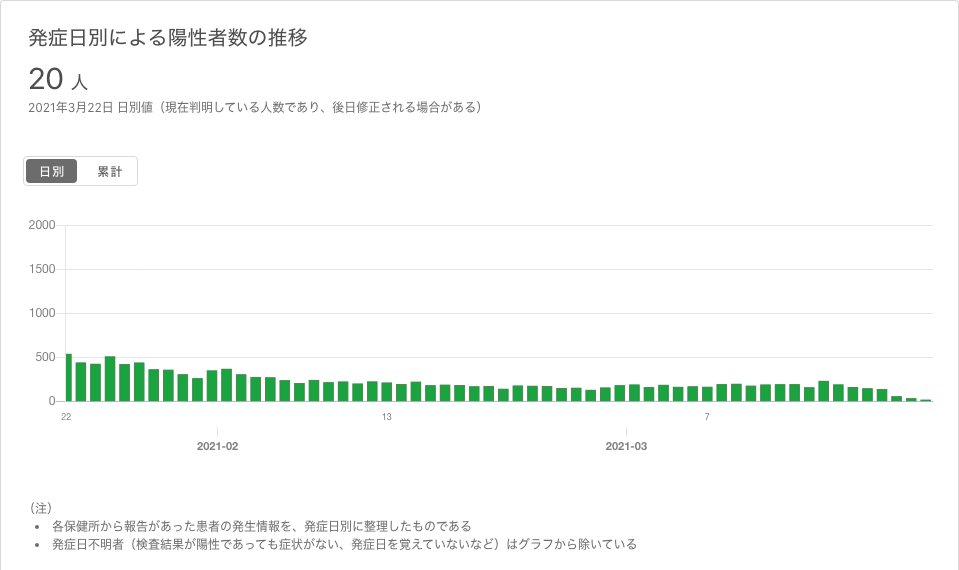 発症日別による陽性者数の推移
20 人
2021年3月22日 日別値（現在判明している人数であり、後日修正される場合がある）
日別 累計
2000
1500
1000
500
0
22 13 7
2021-02 2021-03
（注）
• 各保健所から報告があった患者の発生情報を、発症日別に整理したものである
• 発症日不明者（検査結果が陽性であっても症状がない、発症日を覚えていないなど）はグラフから除いている